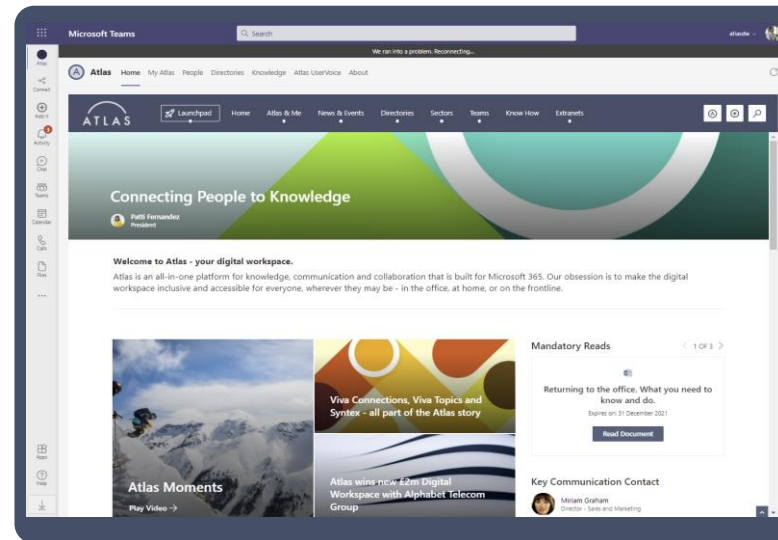 Microsoft Teams
Search
We ran into a problem. Reconnecting...
Atlas
Home My Atlas People Directories Knowledge Atlas UserVoice About
ATLAS
Launchpad Home Atlas & Me News & Events Directories Sectors Teams Know How Extranets
Connecting People to Knowledge
Patti Fernandez
President
Welcome to Atlas - your digital workspace.
Atlas is an all-in-one platform for knowledge, communication and collaboration that is built for Microsoft 365. Our obsession is to make the digital
workspace inclusive and accessible for everyone, wherever they may be - in the office, at home, or on the frontline.
Atlas Moments
Play Video →
Viva Connections, Viva Topics and
Syntex - all part of the Atlas story
Atlas wins new £2m Digital
Workspace with Alphabet Telecom
Group
Mandatory Reads
1 OF 3
Returning to the office. What you need to
know and do.
Expires on 31 December 2021
Read Document
Key Communication Contact
Miriam Graham
Director - Sales and Marketing
Atlas
Activity
Chat
Teams
Calendar
Calls
Files
Apps
Help